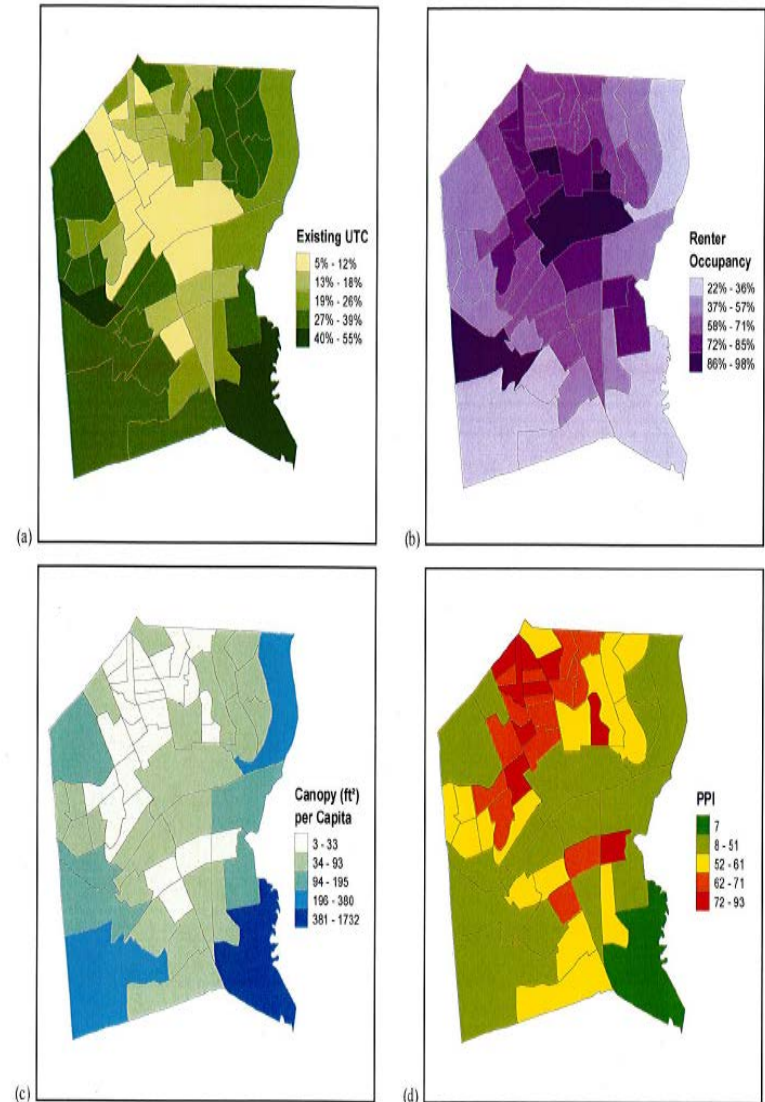 Existing UTC
5% - 12%
13% - 18%
19% - 26%
27% - 39%
40% - 55%
(a)
Renter
Occupancy
22% - 36%
37% - 57%
58% - 71%
72% - 85%
86% - 98%
(b)
Canopy (ft²)
per Capita
3 - 33
34 - 93
94 - 195
196 - 380
381 - 1732
(c)
PPI
7
8 - 51
52 - 61
62 - 71
72 - 93
(d)